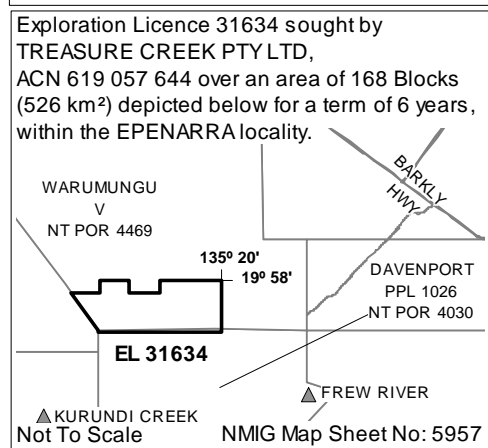 Exploration Licence 31634 sought by
TREASURE CREEK PTY LTD,
ACN 619 057 644 over an area of 168 Blocks
(526 km²) depicted below for a term of 6 years,
within the EPENARRA locality.
BARKLY
HWY
WARUMUNGU
V
NT POR 4469
135º 20'
19º 58'
DAVENPORT
PPL 1026
NT POR 4030
EL 31634
FREW RIVER
KURUNDI CREEK
Not To Scale NMIG Map Sheet No: 5957